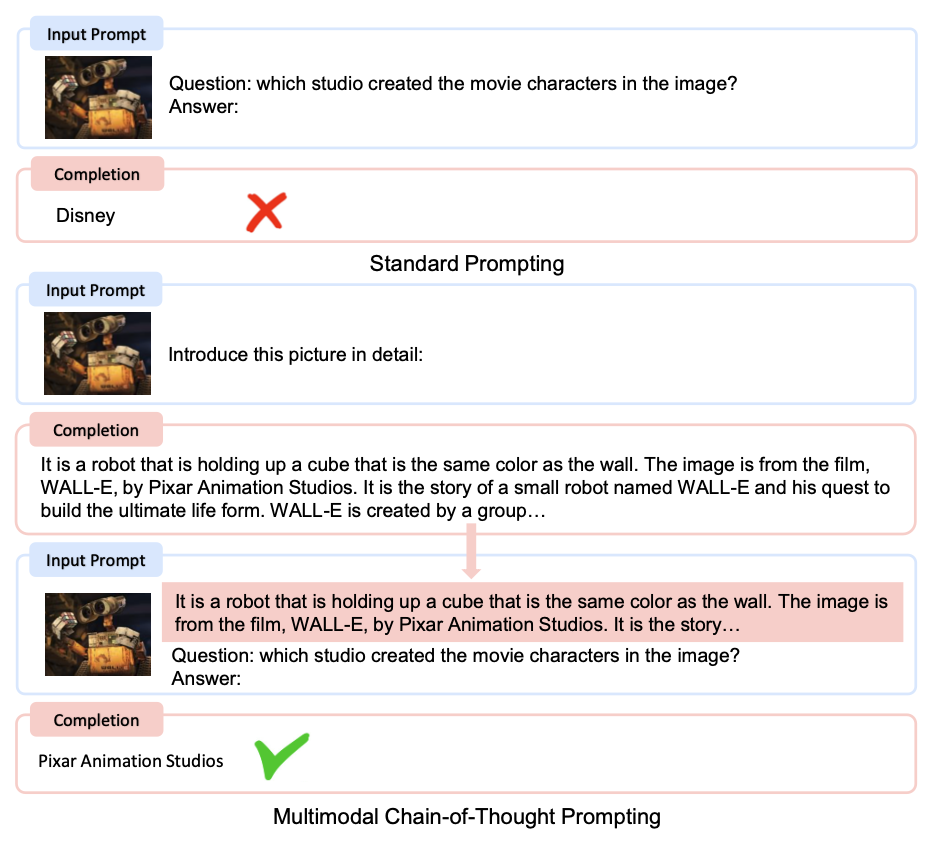 Input Prompt
Question: which studio created the movie characters in the image?
Answer:
Completion
Disney
Standard Prompting
Input Prompt
Introduce this picture in detail:
Completion
It is a robot that is holding up a cube that is the same color as the wall. The image is from the film,
WALL-E, by Pixar Animation Studios. It is the story of a small robot named WALL-E and his quest to
build the ultimate life form. WALL-E is created by a group…
Input Prompt
It is a robot that is holding up a cube that is the same color as the wall. The image is
from the film, WALL-E, by Pixar Animation Studios. It is the story…
Question: which studio created the movie characters in the image?
Answer:
Completion
Pixar Animation Studios
Multimodal Chain-of-Thought Prompting